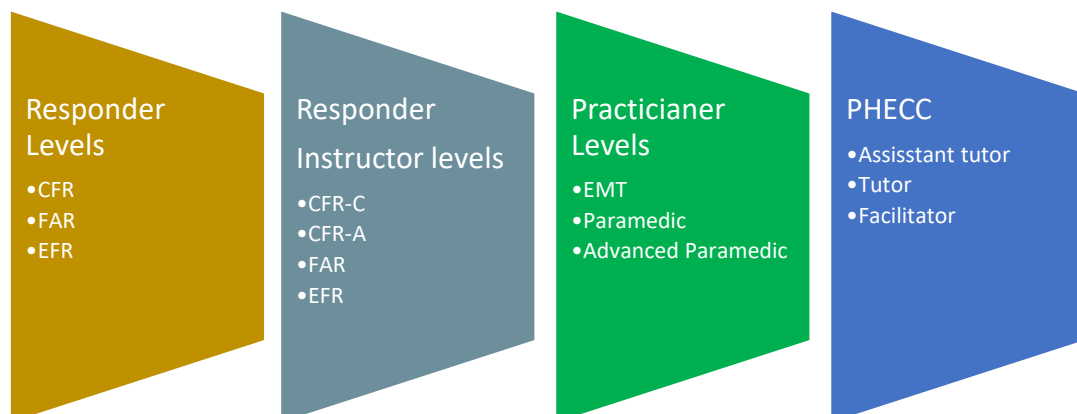 Responder
Levels
•CFR
•FAR
•EFR
Responder
Instructor levels
•CFR-C
•CFR-A
•FAR
•EFR
Practicianer
Levels
•EMT
•Paramedic
•Advanced Paramedic
PHECC
•Assisstant tutor
•Tutor
•Facilitator